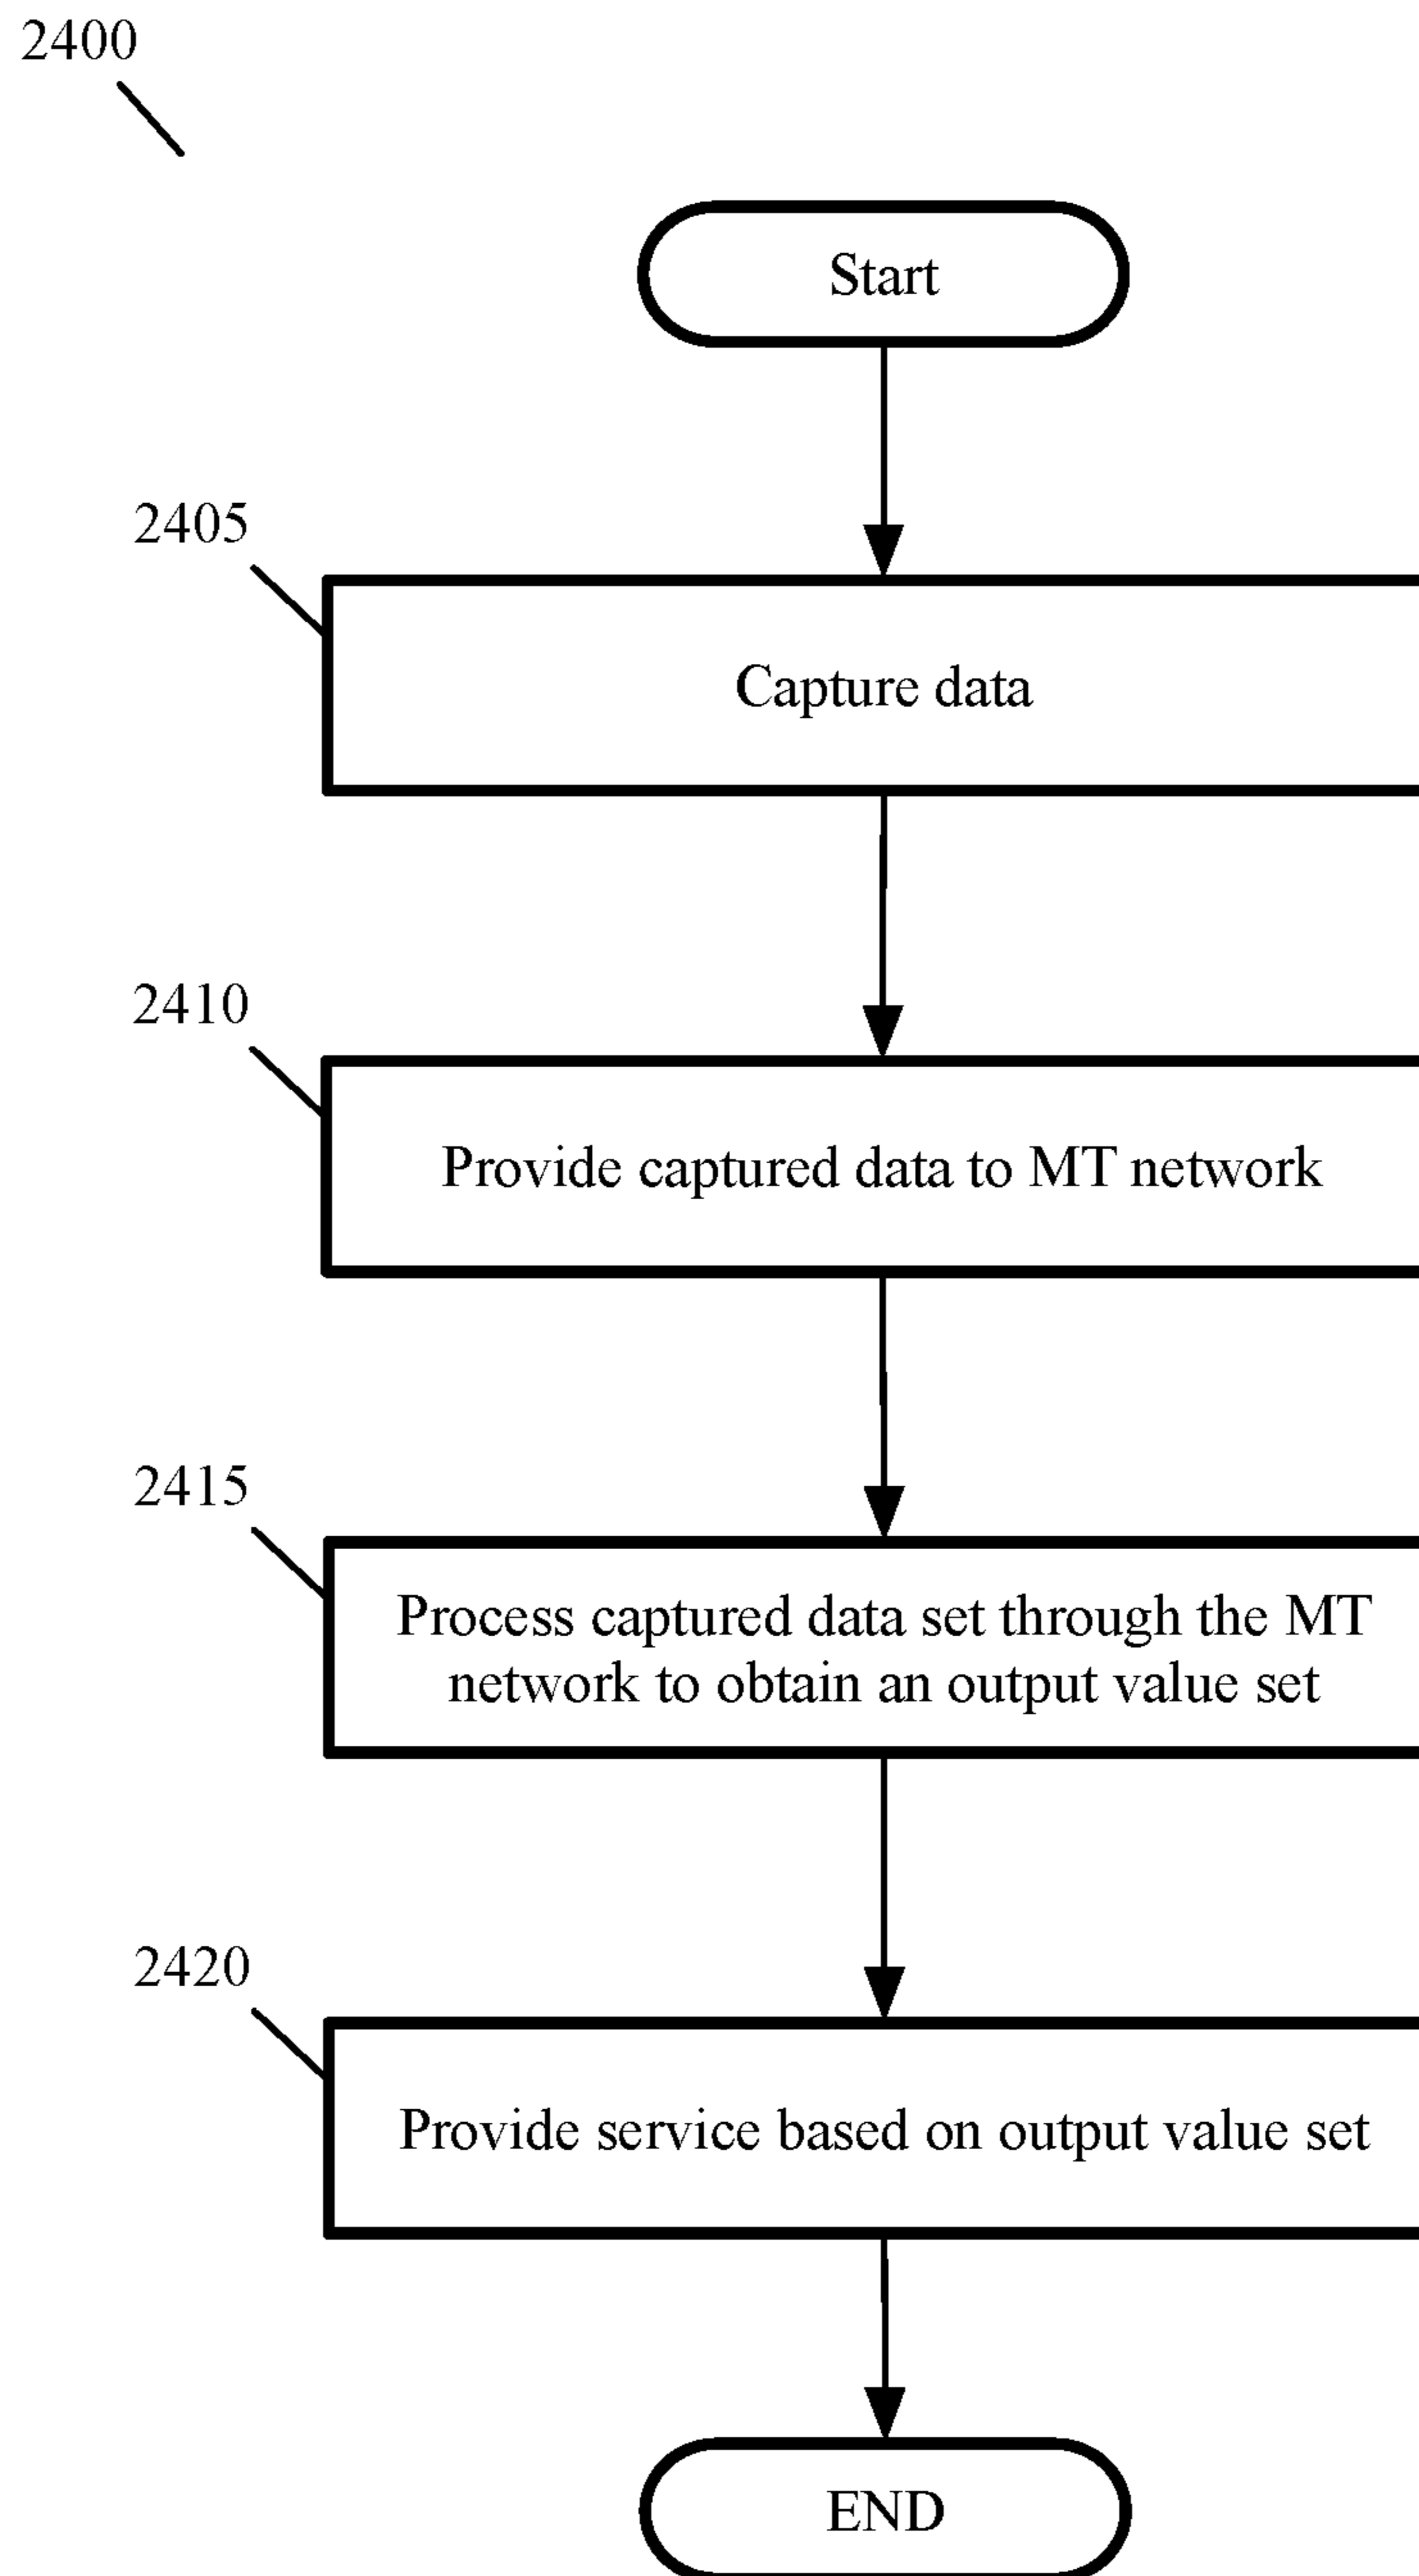 2400
Start
2405
Capture data
2410
Provide captured data to MT network
2415
Process captured data set through the MT
network to obtain an output value set
2420
Provide service based on output value set
END